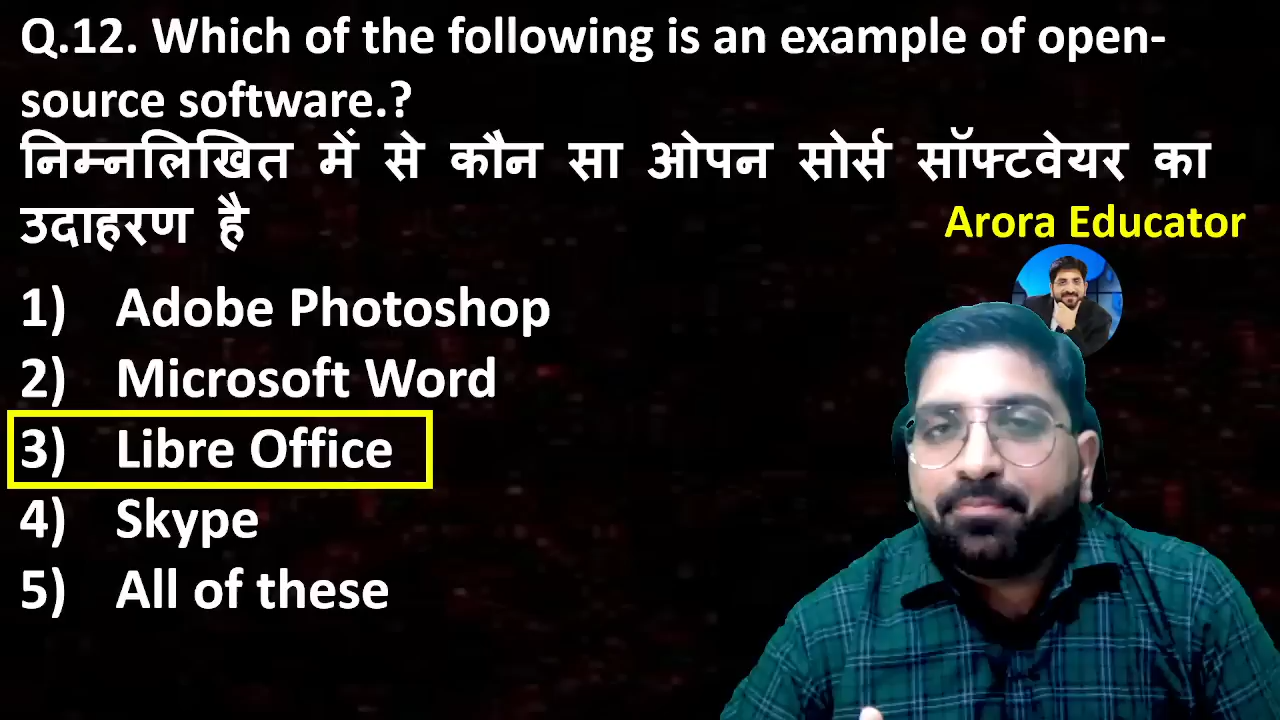 Q.12. Which of the following is an example of open-
source software.?
निम्नलिखित में से कौन सा ओपन सोर्स सॉफ्टवेयर का
उदाहरण है
Arora Educator
1) Adobe Photoshop
2) Microsoft Word
3) Libre Office
4) Skype
5) All of these